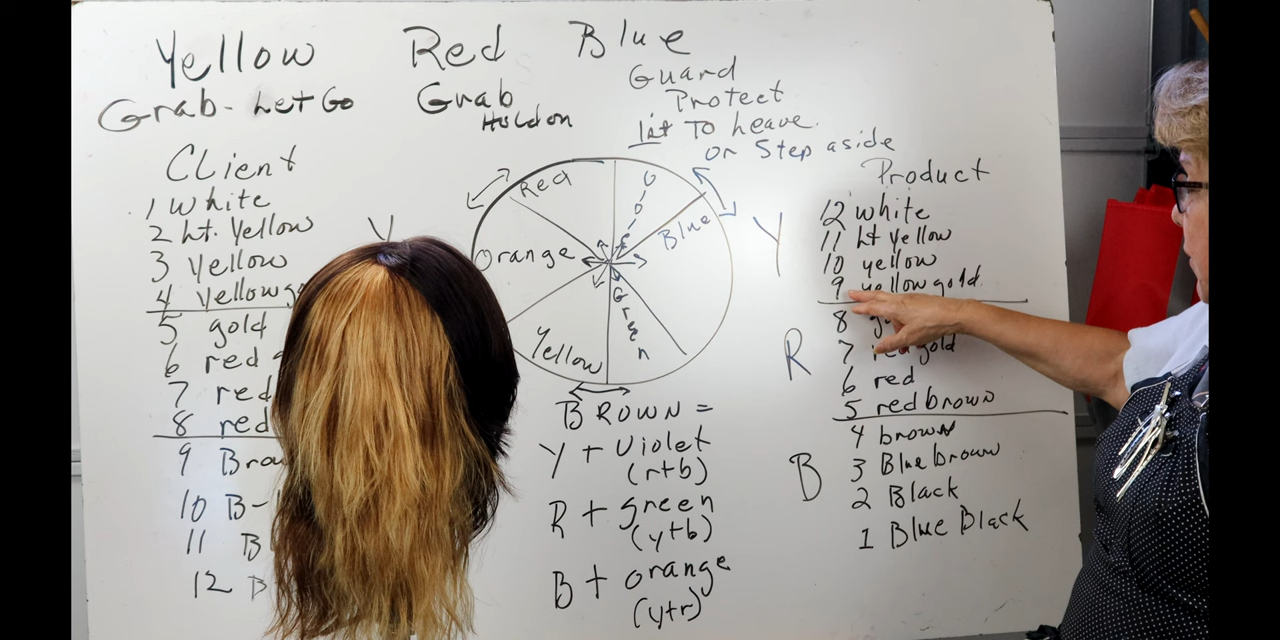 Yellow Red Blue
Grab - Let Go
Grab
Hold on
Guard
Protect
1st To leave.
or Step aside
Client
1 White
2 Lt. Yellow
3 Yellow
4 Yellow go
5 gold
6 red
7 red
8 red
9 Bro
10 B-
11 B
12 B
Y
Red
Orange
Yellow
Green
Blue
BROWN =
Y + Violet
(r+b)
R + green
(y+b)
B + orange
(y+r)
Product
Y
12 white
11 Lt yellow
10 yellow
9 yellow gold
R
8 g
7 red gold
6 red
5 red brown
B
4 brown
3 Blue brown
2 Black
1 Blue Black